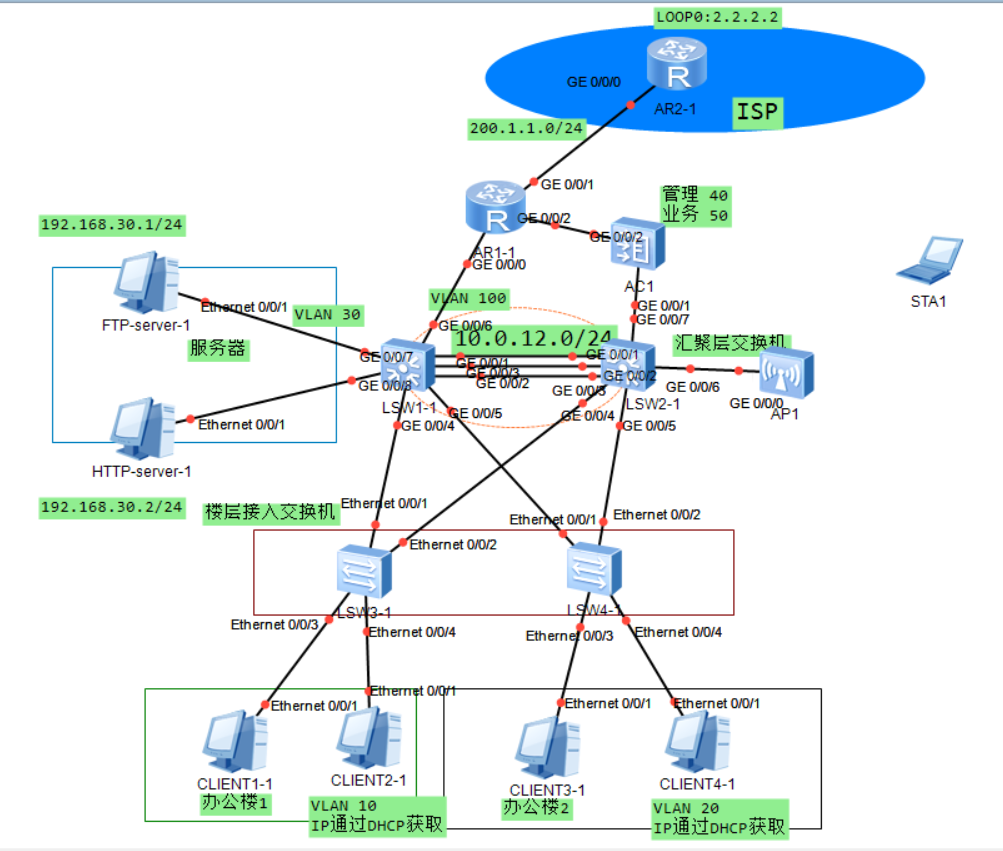 LOOP0:2.2.2.2
GE 0/0/0
AR2-1
ISP
200.1.1.0/24
GE 0/0/1
管理 40
业务 50
GE 0/0/2
GE 0/0/2
AR1-1
GE 0/0/0
AC1
STA1
192.168.30.1/24
Ethernet 0/0/1
FTP-server-1
VLAN 30
服务器
VLAN 100
GE 0/0/1
GE 0/0/7
GE 0/0/6
10.0.12.0/24
汇聚层交换机
GE 0/0/7
GE 0/0/1
GE 0/0/1
GE 0/0/3
GE 0/0/2
GE 0/0/2
GE 0/0/8
GE 0/0/3
GE 0/0/6
GE 0/0/0
AP1
LSW1-1
LSW2-1
GE 0/0/5
GE 0/0/4
GE 0/0/4
GE 0/0/5
Ethernet 0/0/1
HTTP-server-1
192.168.30.2/24
楼层接入交换机
Ethernet 0/0/1
Ethernet 0/0/2
Ethernet 0/0/1
Ethernet 0/0/2
LSW3-1
LSW4-1
Ethernet 0/0/3
Ethernet 0/0/4
Ethernet 0/0/3
Ethernet 0/0/4
Ethernet 0/0/1
Ethernet 0/0/1
Ethernet 0/0/1
Ethernet 0/0/1
CLIENT1-1
办公楼1
CLIENT2-1
VLAN 10
IP通过DHCP获取
CLIENT3-1
办公楼2
CLIENT4-1
VLAN 20
IP通过DHCP获取